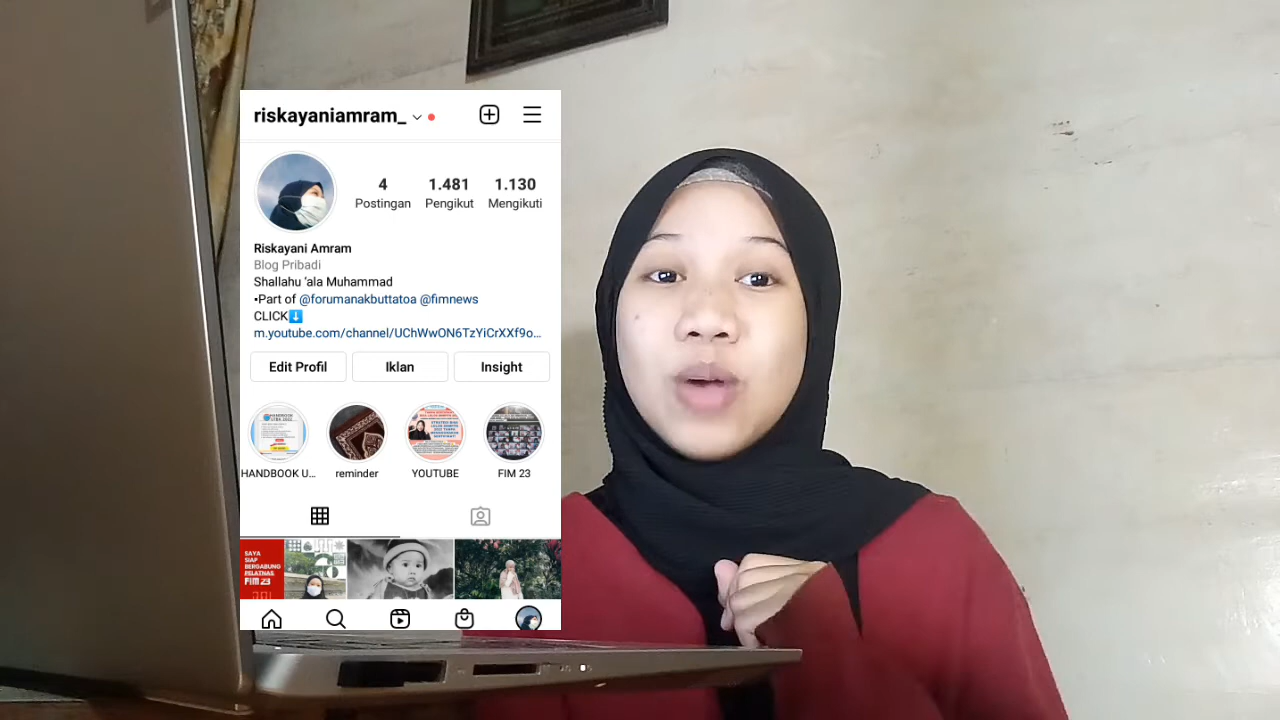 riskayaniamram_
4 1.481 1.130
Postingan Pengikut Mengikuti
Riskayani Amram
Blog Pribadi
Shallahu 'ala Muhammad
•Part of @forumanakbuttatoa @fimnews
CLICK⬇️
m.youtube.com/channel/UChWwON6TzYiCrXXf9o...
Edit Profil Iklan Insight
HANDBOOK U... reminder YOUTUBE FIM 23
SAYA
SIAP
BERGABUNG
PELATNAS
FIM 23